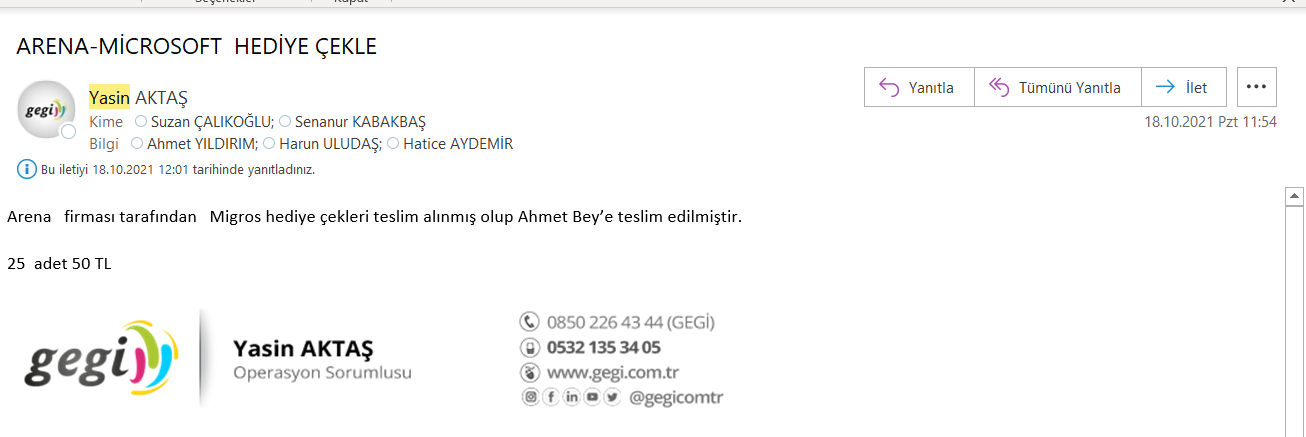 ARENA-MİCROSOFT  HEDİYE ÇEKLE
gegi
Yasin AKTAŞ
Yanıtla
Tümünü Yanıtla
İlet
Kime Suzan ÇALIKOĞLU; Senanur KABAKBAŞ
18.10.2021 Pzt 11:54
Bilgi Ahmet YILDIRIM; Harun ULUDAŞ; Hatice AYDEMİR
Bu iletiyi 18.10.2021 12:01 tarihinde yanıtladınız.
Arena   firması tarafından   Migros hediye çekleri teslim alınmış olup Ahmet Bey’e teslim edilmiştir.
25  adet 50 TL
gegi
Yasin AKTAŞ
Operasyon Sorumlusu
0850 226 43 44 (GEGİ)
0532 135 34 05
www.gegi.com.tr
@gegicomtr